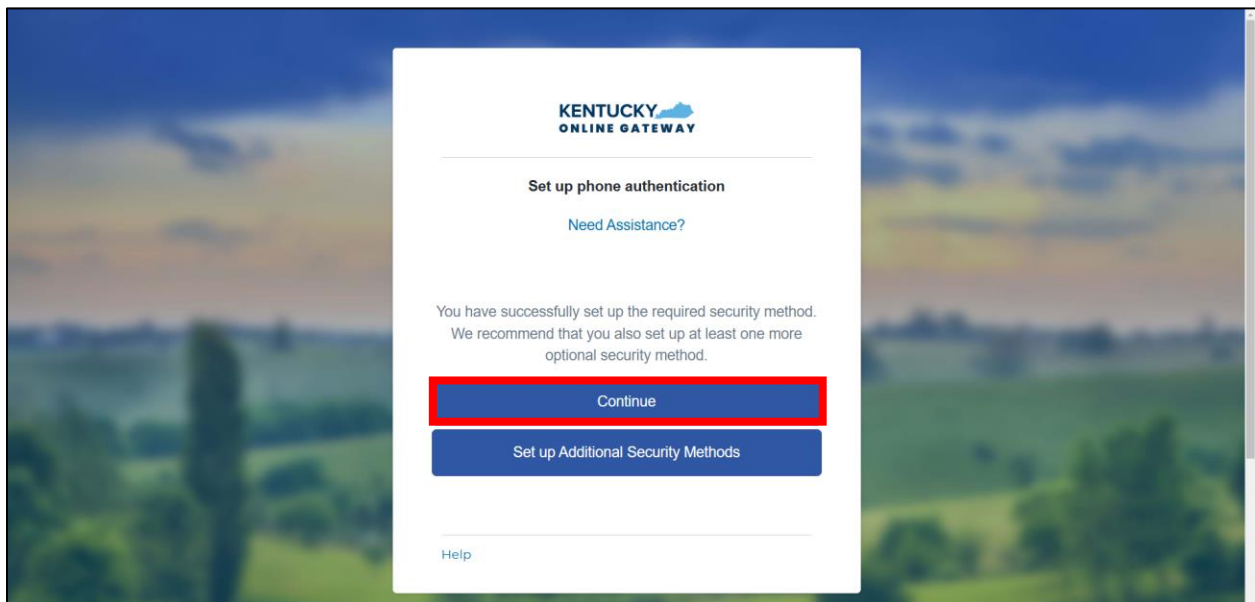 KENTUCKY
ONLINE GATEWAY
Set up phone authentication
Need Assistance?
You have successfully set up the required security method.
We recommend that you also set up at least one more
optional security method.
Continue
Set up Additional Security Methods
Help